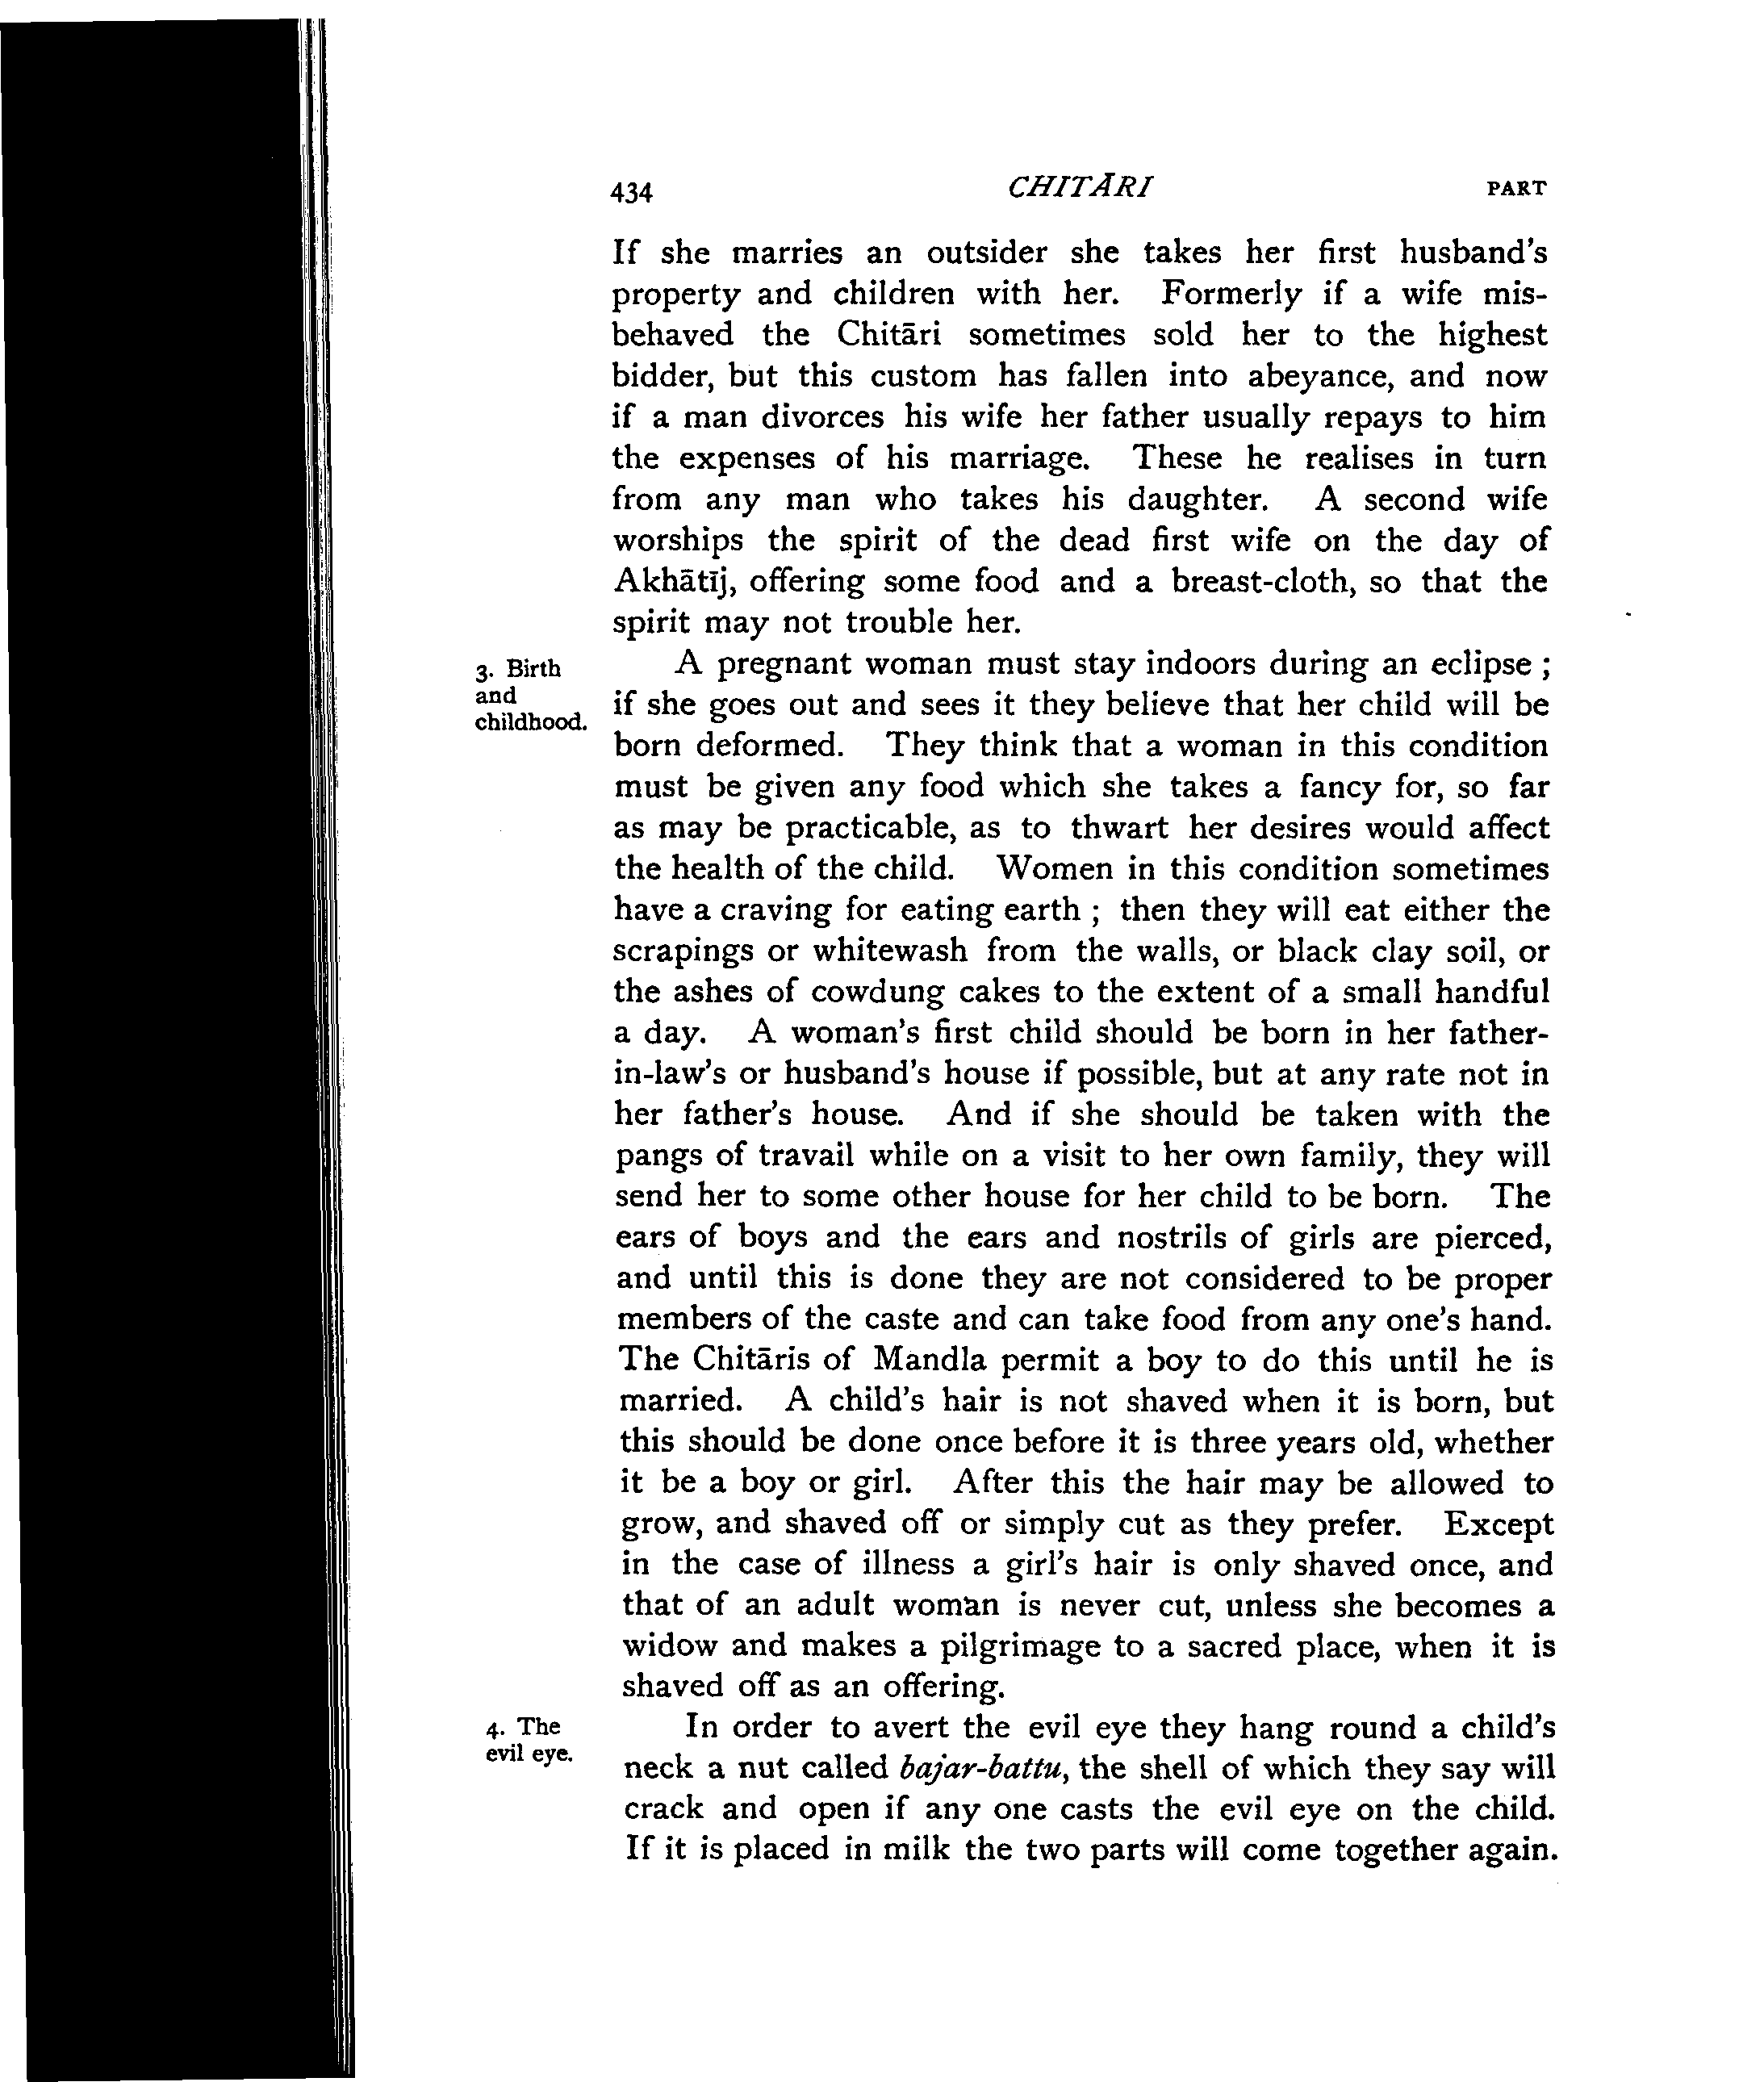 434 CHITĀRI PART
If she marries an outsider she takes her first husband's
property and children with her. Formerly if a wife mis-
behaved the Chitāri sometimes sold her to the highest
bidder, but this custom has fallen into abeyance, and now
if a man divorces his wife her father usually repays to him
the expenses of his marriage. These he realises in turn
from any man who takes his daughter. A second wife
worships the spirit of the dead first wife on the day of
Akhātīj, offering some food and a breast-cloth, so that the
spirit may not trouble her.
3. Birth
and
childhood.
A pregnant woman must stay indoors during an eclipse ;
if she goes out and sees it they believe that her child will be
born deformed. They think that a woman in this condition
must be given any food which she takes a fancy for, so far
as may be practicable, as to thwart her desires would affect
the health of the child. Women in this condition sometimes
have a craving for eating earth ; then they will eat either the
scrapings or whitewash from the walls, or black clay soil, or
the ashes of cowdung cakes to the extent of a small handful
a day. A woman's first child should be born in her father-
in-law's or husband's house if possible, but at any rate not in
her father's house. And if she should be taken with the
pangs of travail while on a visit to her own family, they will
send her to some other house for her child to be born. The
ears of boys and the ears and nostrils of girls are pierced,
and until this is done they are not considered to be proper
members of the caste and can take food from any one's hand.
The Chitāris of Mandla permit a boy to do this until he is
married. A child's hair is not shaved when it is born, but
this should be done once before it is three years old, whether
it be a boy or girl. After this the hair may be allowed to
grow, and shaved off or simply cut as they prefer. Except
in the case of illness a girl's hair is only shaved once, and
that of an adult woman is never cut, unless she becomes a
widow and makes a pilgrimage to a sacred place, when it is
shaved off as an offering.
4. The
evil eye.
In order to avert the evil eye they hang round a child's
neck a nut called bajar-battu, the shell of which they say will
crack and open if any one casts the evil eye on the child.
If it is placed in milk the two parts will come together again.